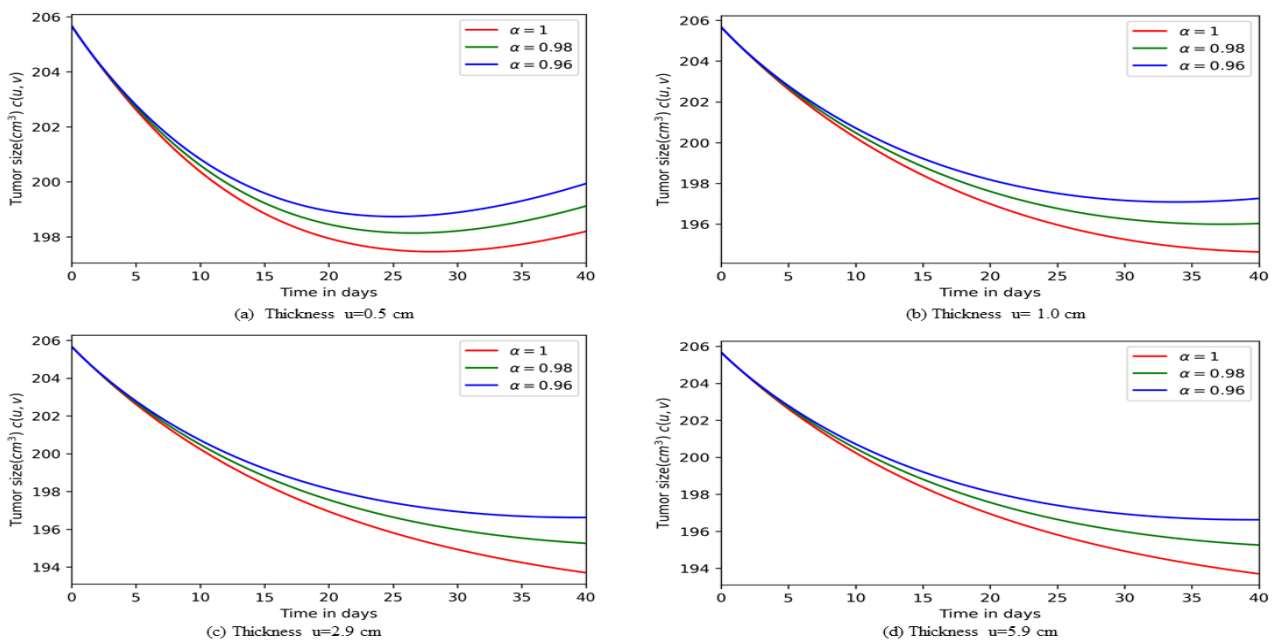 206
204
202
200
198
Tumor size(cm³) c(u, v)
α = 1
α = 0.98
α = 0.96
0 5 10 15 20 25 30 35 40
Time in days
(a) Thickness u=0.5 cm
206
204
202
200
198
196
Tumor size(cm³) c(u, v)
α = 1
α = 0.98
α = 0.96
0 5 10 15 20 25 30 35 40
Time in days
(b) Thickness u= 1.0 cm
206
204
202
200
198
196
194
Tumor size(cm³) c(u, v)
α = 1
α = 0.98
α = 0.96
0 5 10 15 20 25 30 35 40
Time in days
(c) Thickness u=2.9 cm
206
204
202
200
198
196
194
Tumor size(cm³) c(u, v)
α = 1
α = 0.98
α = 0.96
0 5 10 15 20 25 30 35 40
Time in days
(d) Thickness u=5.9 cm